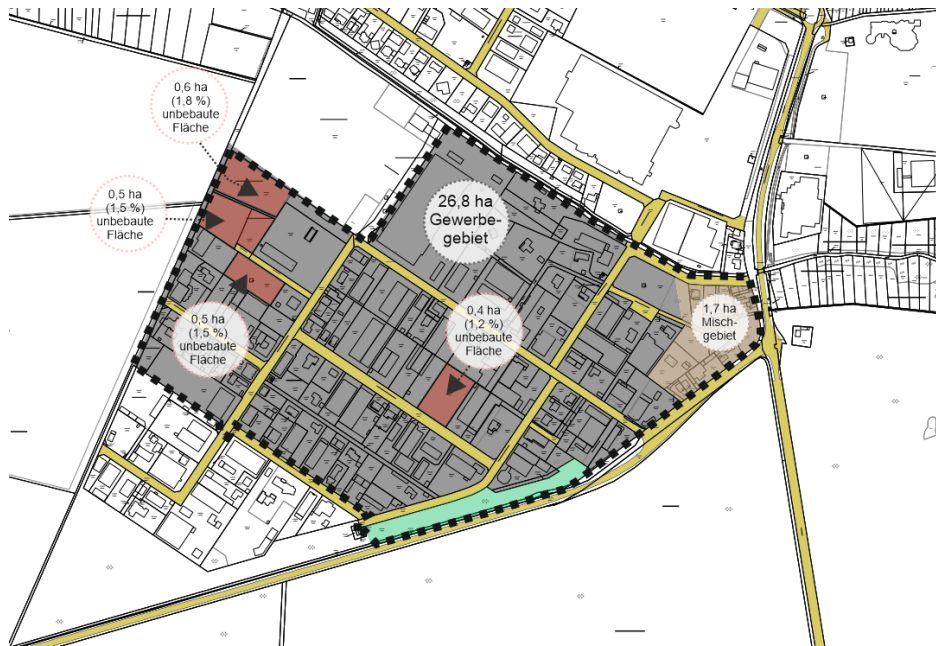 0,6 ha
(1,8 %)
unbebaute
Fläche
0,5 ha
(1,5 %)
unbebaute
Fläche
26,8 ha
Gewerbe-
gebiet
0,5 ha
(1,5 %)
unbebaute
Fläche
0,4 ha
(1,2 %)
unbebaute
Fläche
1,7 ha
Misch-
gebiet